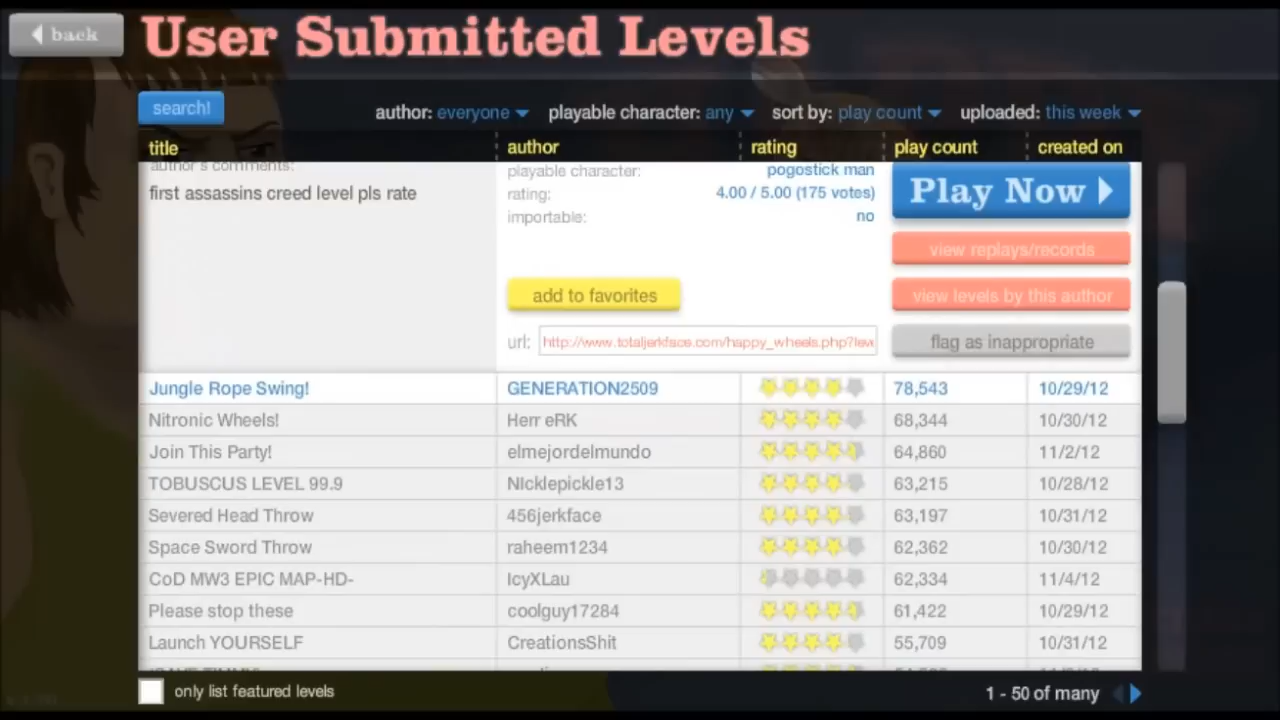 back
User Submitted Levels
search!
author: everyone playable character: any sort by: play count uploaded: this week
title author rating play count created on
author's comments:
first assassins creed level pls rate
playable character: pogostick man
rating: 4.00 / 5.00 (175 votes)
importable: no
Play Now
view replays/records
add to favorites
view levels by this author
url: http://www.totaljerkface.com/happy_wheels.php?leve
flag as inappropriate
Jungle Rope Swing! GENERATION2509 78,543 10/29/12
Nitronic Wheels! Herr eRK 68,344 10/30/12
Join This Party! elmejordelmundo 64,860 11/2/12
TOBUSCUS LEVEL 99.9 NIcklepickle13 63,215 10/28/12
Severed Head Throw 456jerkface 63,197 10/31/12
Space Sword Throw raheem1234 62,362 10/30/12
CoD MW3 EPIC MAP-HD- IcyXLau 62,334 11/4/12
Please stop these coolguy17284 61,422 10/29/12
Launch YOURSELF CreationsShit 55,709 10/31/12
only list featured levels
1 - 50 of many